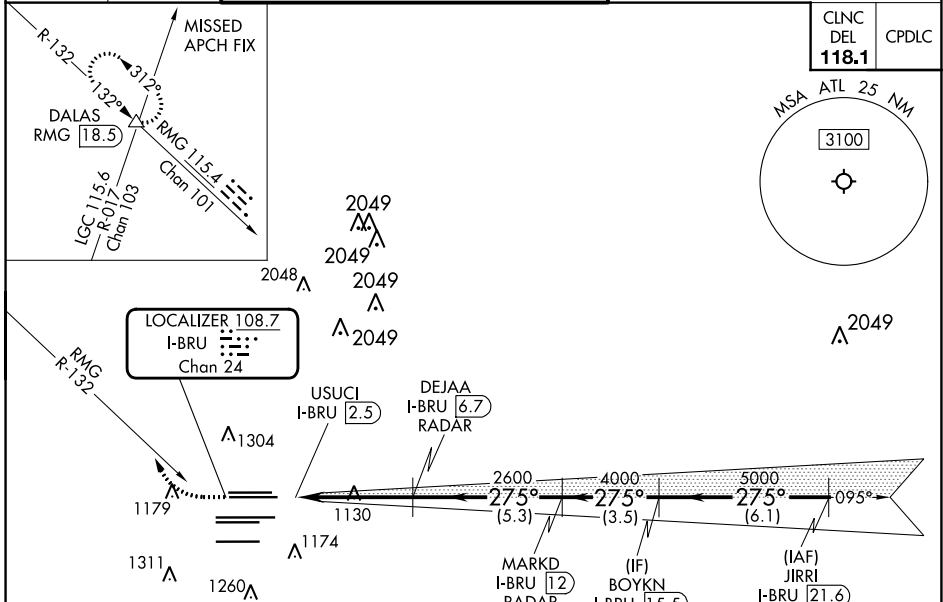 MISSED
APCH FIX
R-132
312°
132°
DALAS
RMG 18.5
RMG 115.4
Chan 101
LGC 115.6
R-017
Chan 103
CLNC
DEL
118.1
CPDLC
MSA ATL 25 NM
3100
2049
2049
2048
2049
2049
2049
LOCALIZER 108.7
I-BRU
Chan 24
RMG
R-132
USUCI
I-BRU 2.5
DEJAA
I-BRU 6.7
RADAR
1304
2600
4000
5000
275°
275°
275°
095°
(5.3)
(3.5)
(6.1)
1179
1130
1174
1311
1260
MARKD
I-BRU 12
RADAR
(IF)
BOYKN
I-BRU 15.5
(IAF)
JIRRI
I-BRU 21.6